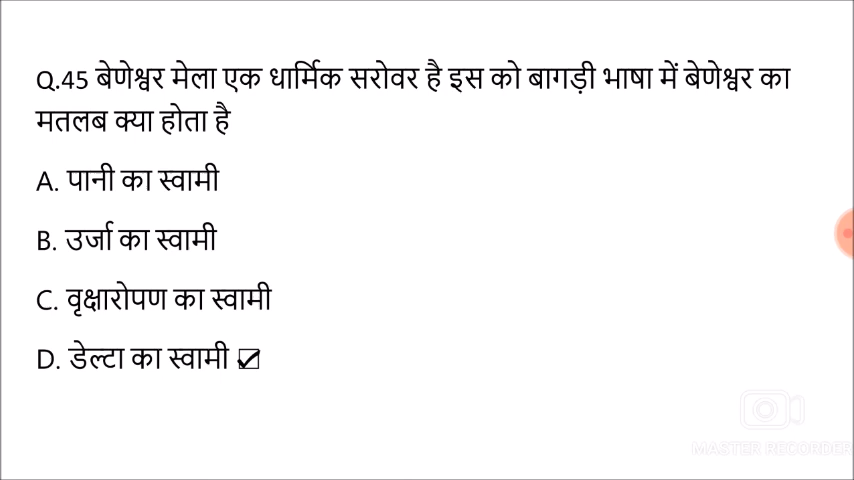 Q.45 बेणेश्वर मेला एक धार्मिक सरोवर है इस को बागड़ी भाषा में बेणेश्वर का
मतलब क्या होता है
A. पानी का स्वामी
B. उर्जा का स्वामी
C. वृक्षारोपण का स्वामी
D. डेल्टा का स्वामी ☑
MASTER RECORDER